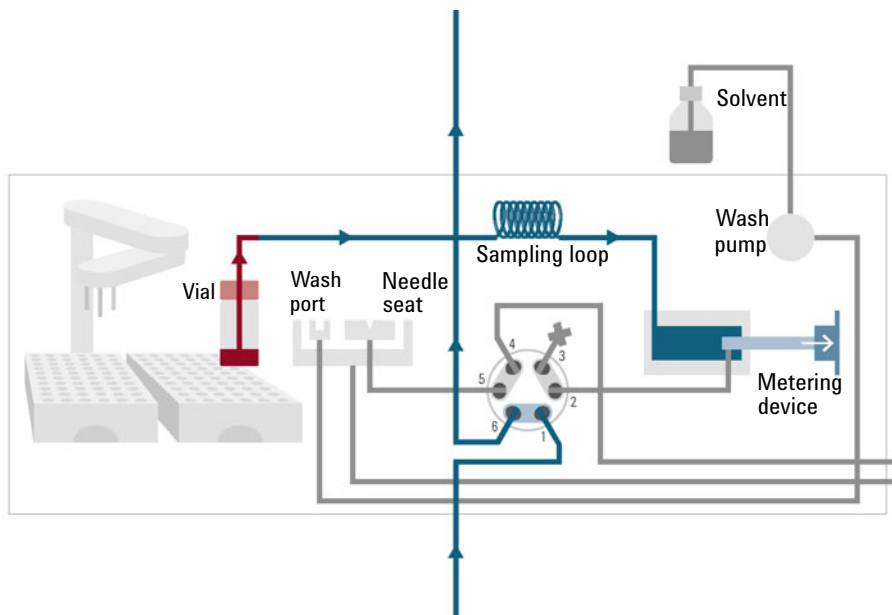 Solvent
Wash
pump
Sampling loop
Vial
Wash
port
Needle
seat
4
3
5
2
6
1
Metering
device